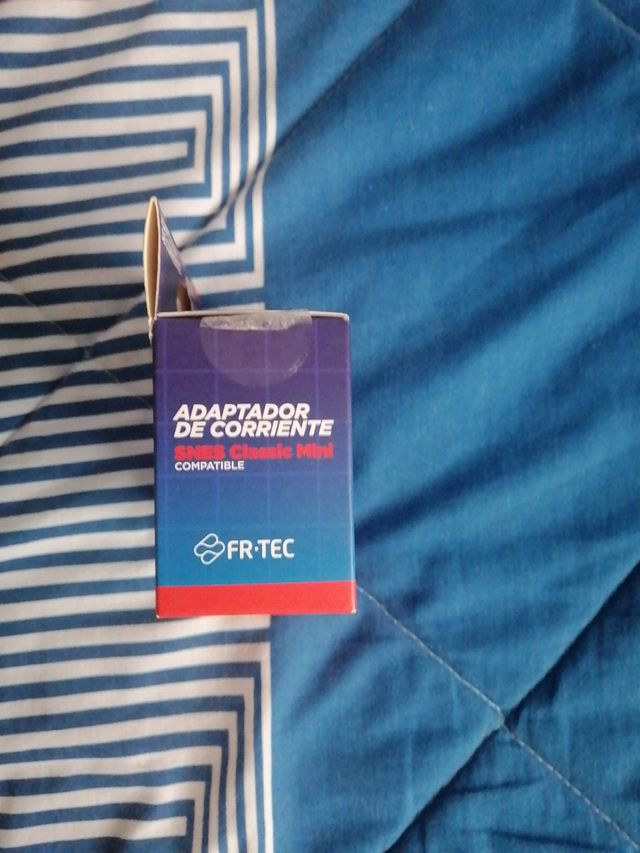 ADAPTADOR
DE CORRIENTE
SNES Classic Mini
COMPATIBLE
FR·TEC